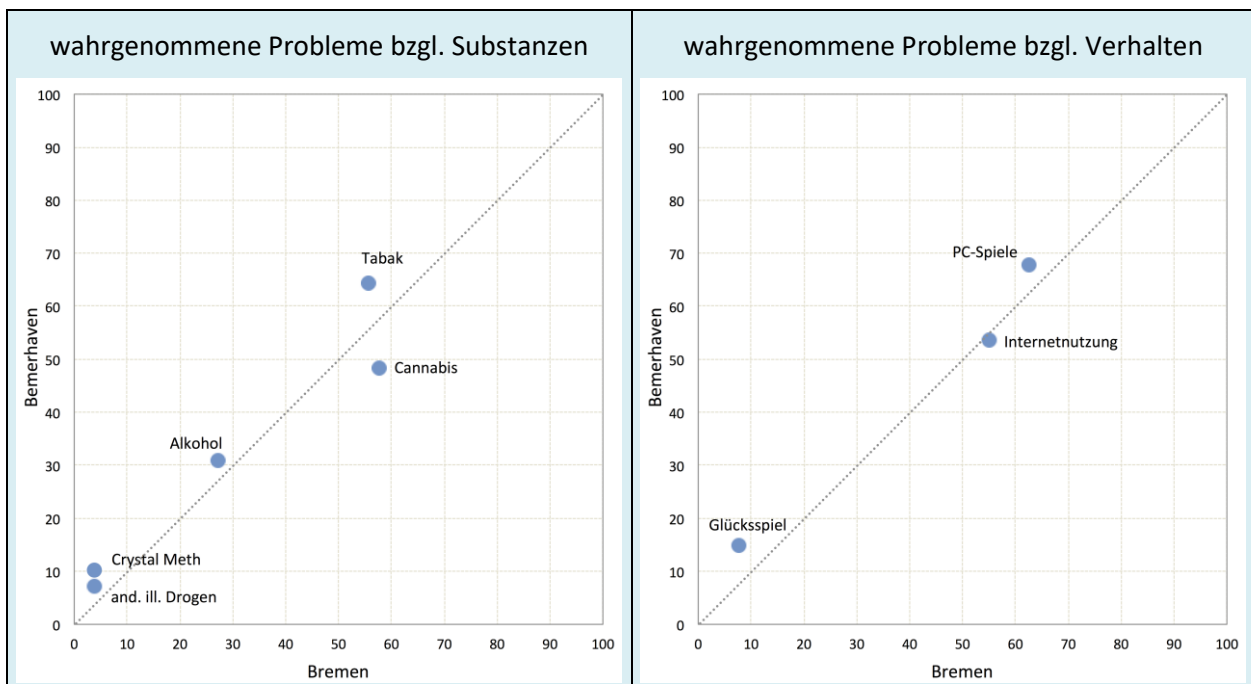 wahrgenommene Probleme bzgl. Substanzen
100
90
80
70
60
50
40
30
20
10
0
Bemerhaven
Tabak
Cannabis
Alkohol
Crystal Meth
and. ill. Drogen
0 10 20 30 40 50 60 70 80 90 100
Bremen
wahrgenommene Probleme bzgl. Verhalten
100
90
80
70
60
50
40
30
20
10
0
Bemerhaven
PC-Spiele
Internetnutzung
Glücksspiel
0 10 20 30 40 50 60 70 80 90 100
Bremen